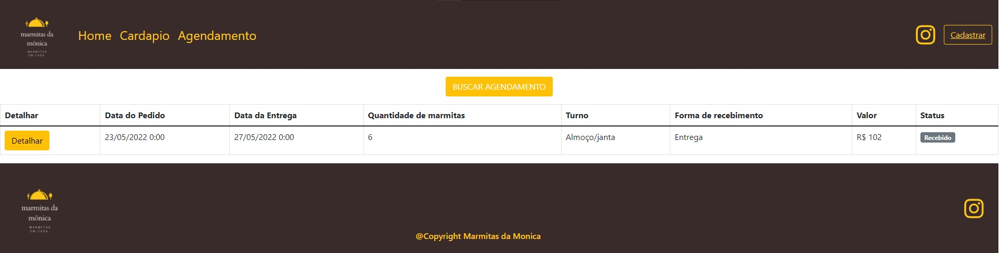 marmitas da
mônica
MARMITAS
EM CASA
Home Cardapio Agendamento
Cadastrar
BUSCAR AGENDAMENTO
Detalhar Data do Pedido Data da Entrega Quantidade de marmitas Turno Forma de recebimento Valor Status
Detalhar 23/05/2022 0:00 27/05/2022 0:00 6 Almoço/janta Entrega R$ 102 Recebido
marmitas da
mônica
MARMITAS
EM CASA
@Copyright Marmitas da Monica